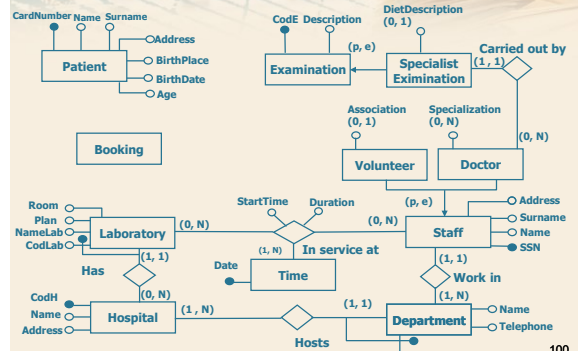 CardNumber Name Surname
Address
Patient
BirthPlace
BirthDate
Age
Booking
CodE Description
DietDescription
(0, 1)
(p, e)
Examination
Specialist
Eximination
(1, 1)
Carried out by
(0, N)
Association
(0, 1)
Specialization
(0, N)
Volunteer
Doctor
(p, e)
Address
Surname
Name
SSN
Staff
Room
Plan
NameLab
CodLab
Laboratory
(0, N)
StartTime
Duration
(0, N)
(1, N)
In service at
Date
Time
(1, 1)
Has
(0, N)
(1, 1)
Work in
(1, N)
CodH
Name
Address
Hospital
(1, N)
Hosts
(1, 1)
Department
Name
Telephone
100